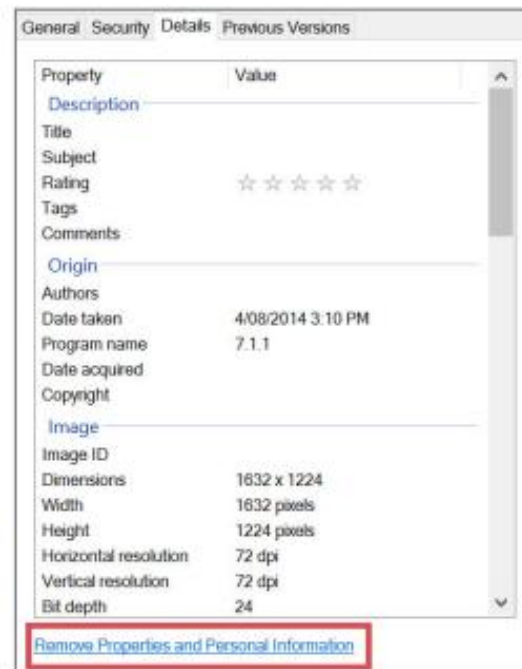 General Security Details Previous Versions
Property Value
Description
Title
Subject
Rating
Tags
Comments
Origin
Authors
Date taken 4/08/2014 3:10 PM
Program name 7.1.1
Date acquired
Copyright
Image
Image ID
Dimensions 1632 x 1224
Width 1632 pixels
Height 1224 pixels
Horizontal resolution 72 dpi
Vertical resolution 72 dpi
Bit depth 24
Remove Properties and Personal Information